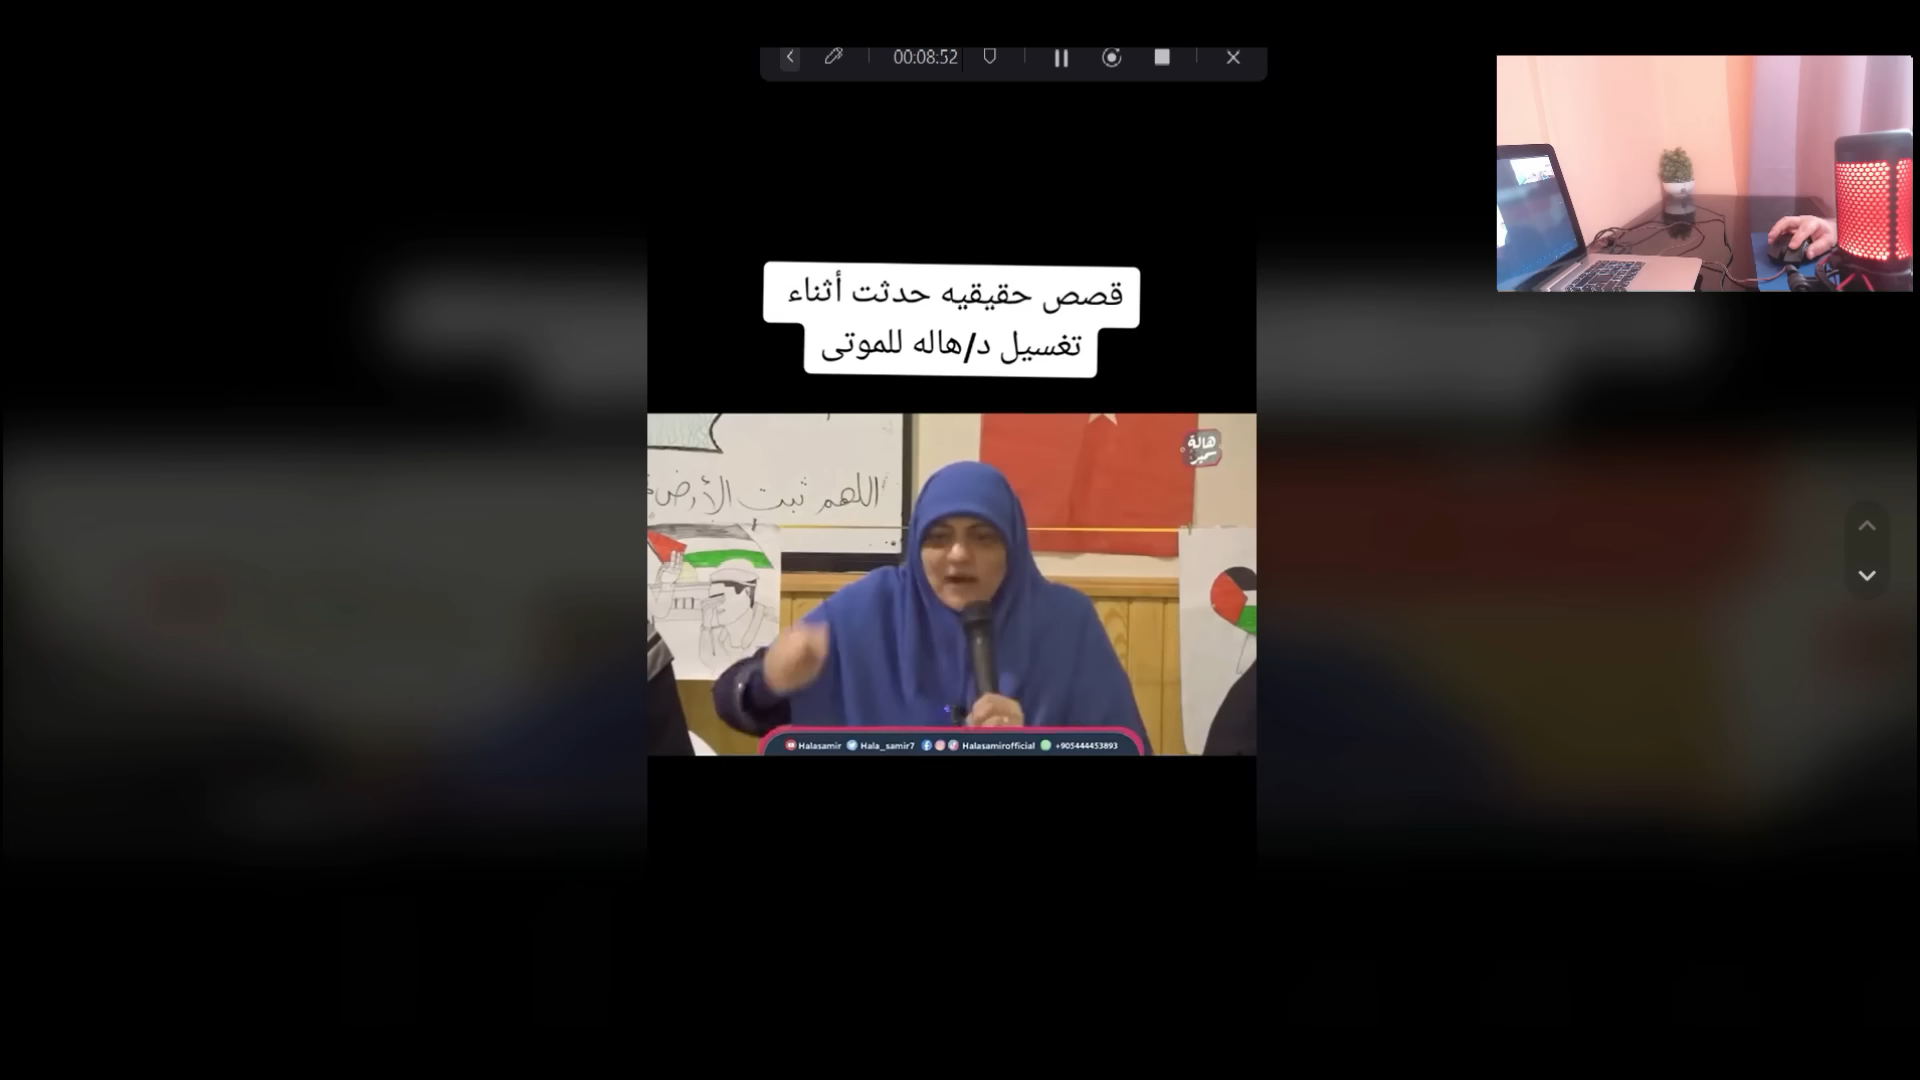 00:08:52
قصص حقيقيه حدثت أثناء
تغسيل د/هاله للموتى
هالة
سمير
اللهم ثبت الأرض
Halasamir Hala_samir7 Halasamirofficial +905444453893